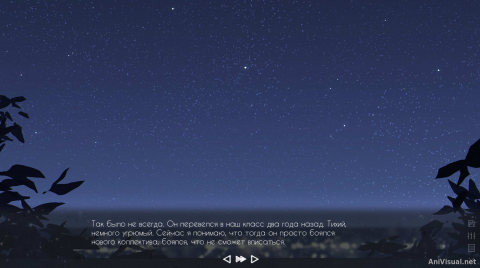 Так было не всегда. Он перевелся в наш класс два года назад. Тихий,
немного угрюмый. Сейчас я понимаю, что тогда он просто боялся
нового коллектива: боялся, что не сможет вписаться.
AniVisual.net